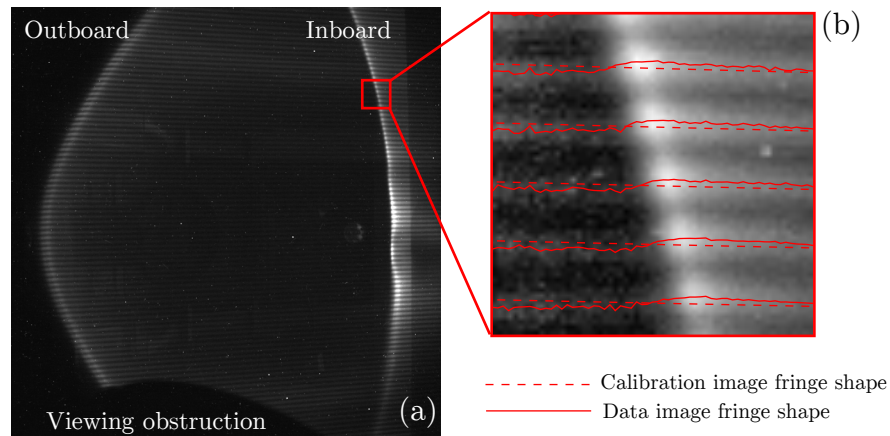 Outboard
Inboard
(b)
Viewing obstruction
(a)
Calibration image fringe shape
Data image fringe shape